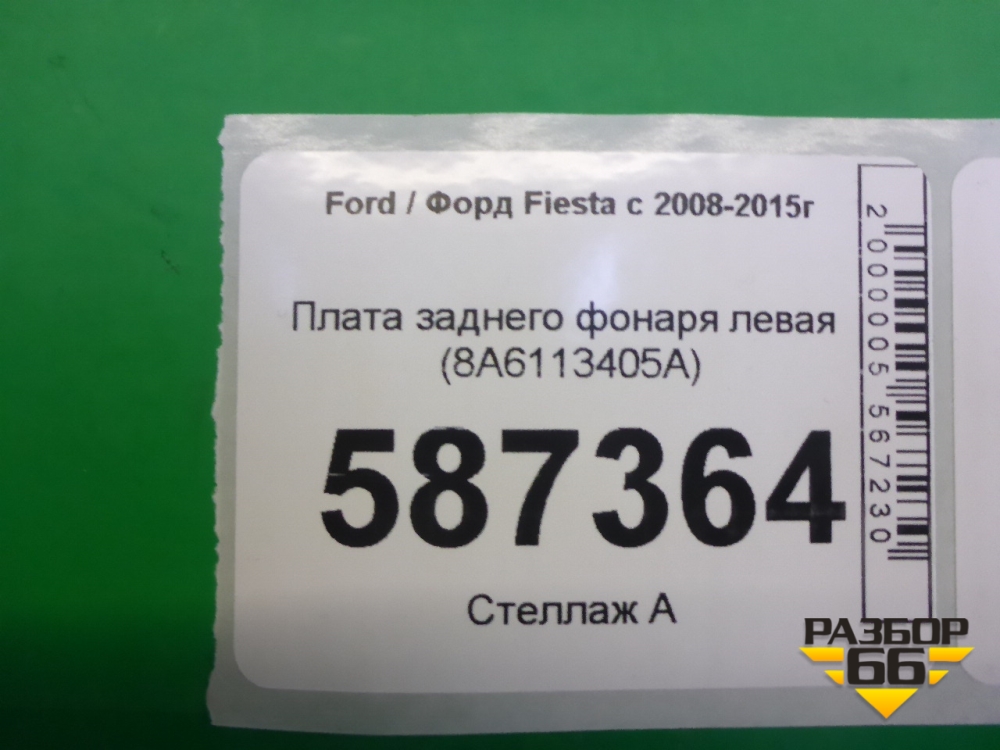 Ford / Форд Fiesta с 2008-2015г
Плата заднего фонаря левая
(8A6113405A)
587364
Стеллаж А
2000005567230
РАЗБОР
66